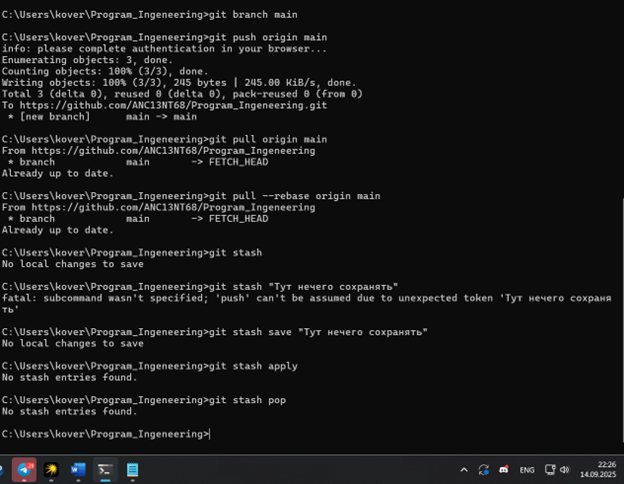 C:\Users\kover\Program_Ingeneering>git branch main
C:\Users\kover\Program_Ingeneering>git push origin main
info: please complete authentication in your browser...
Enumerating objects: 3, done.
Counting objects: 100% (3/3), done.
Writing objects: 100% (3/3), 245 bytes | 245.00 KiB/s, done.
Total 3 (delta 0), reused 0 (delta 0), pack-reused 0 (from 0)
To https://github.com/ANC13NT68/Program_Ingeneering.git
 * [new branch]      main -> main
C:\Users\kover\Program_Ingeneering>git pull origin main
From https://github.com/ANC13NT68/Program_Ingeneering
 * branch            main       -> FETCH_HEAD
Already up to date.
C:\Users\kover\Program_Ingeneering>git pull --rebase origin main
From https://github.com/ANC13NT68/Program_Ingeneering
 * branch            main       -> FETCH_HEAD
Already up to date.
C:\Users\kover\Program_Ingeneering>git stash
No local changes to save
C:\Users\kover\Program_Ingeneering>git stash "Тут нечего сохранять"
fatal: subcommand wasn't specified; 'push' can't be assumed due to unexpected token 'Тут нечего сохраня
ть'
C:\Users\kover\Program_Ingeneering>git stash save "Тут нечего сохранять"
No local changes to save
C:\Users\kover\Program_Ingeneering>git stash apply
No stash entries found.
C:\Users\kover\Program_Ingeneering>git stash pop
No stash entries found.
C:\Users\kover\Program_Ingeneering>
ENG
22:26
14.09.2025